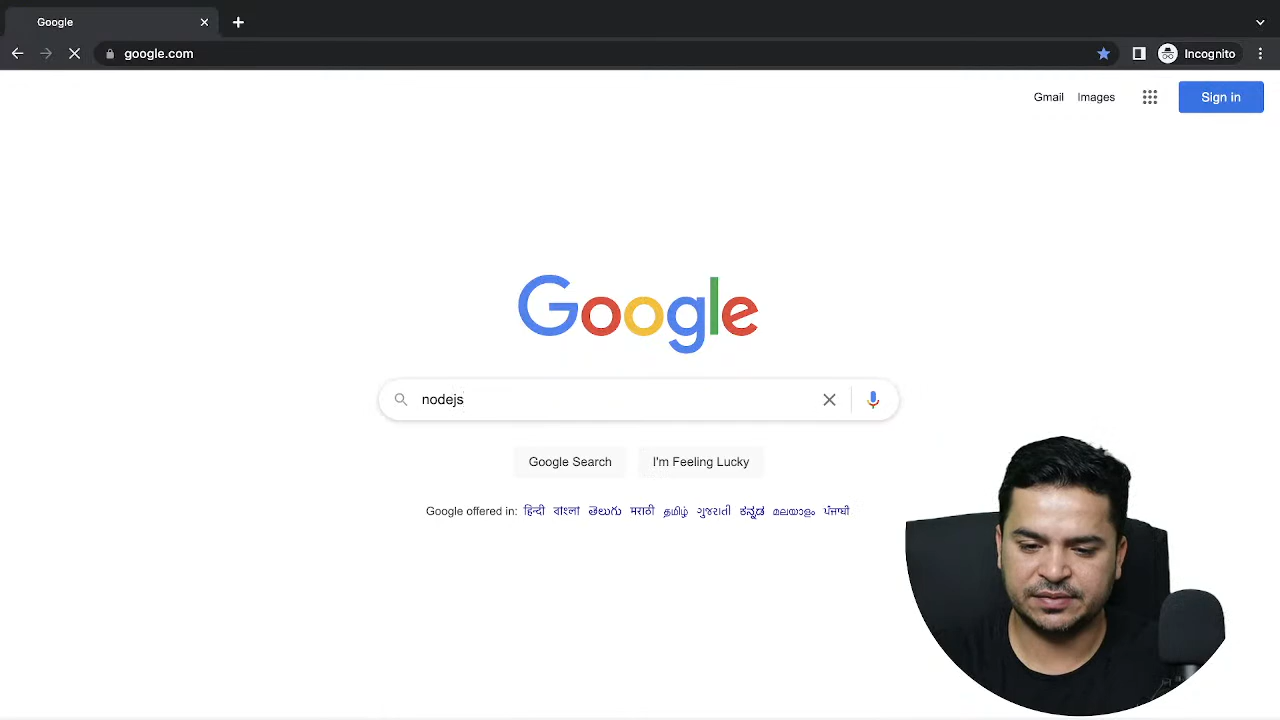 Google
google.com
Incognito
Gmail Images Sign in
Google
nodejs
Google Search I'm Feeling Lucky
Google offered in: हिन्दी বাংলা తెలుగు मराठी தமிழ் ગુજરાતી ಕನ್ನಡ മലയാളം ਪੰਜਾਬੀ